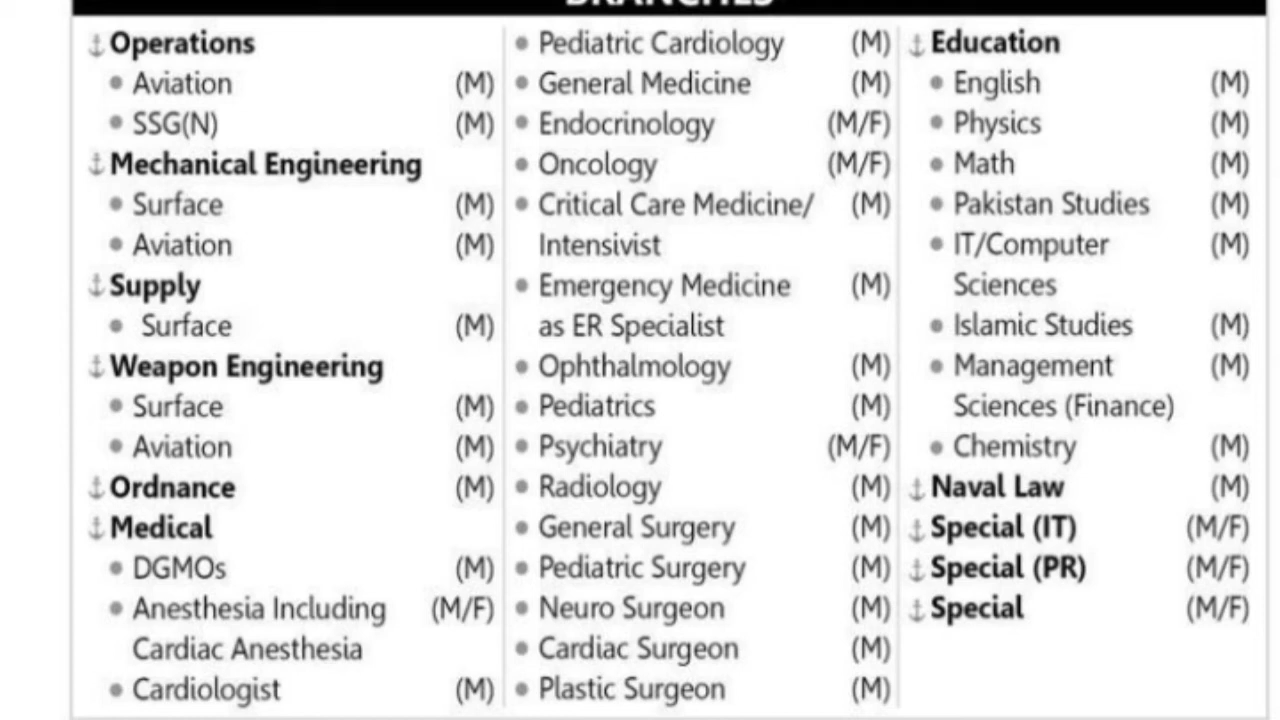 BRANCHES
Operations
Aviation (M)
SSG(N) (M)
Mechanical Engineering
Surface (M)
Aviation (M)
Supply
Surface (M)
Weapon Engineering
Surface (M)
Aviation (M)
Ordnance (M)
Medical
DGMOs (M)
Anesthesia Including (M/F)
Cardiac Anesthesia
Cardiologist (M)
Pediatric Cardiology (M)
General Medicine (M)
Endocrinology (M/F)
Oncology (M/F)
Critical Care Medicine/ (M)
Intensivist
Emergency Medicine (M)
as ER Specialist
Ophthalmology (M)
Pediatrics (M)
Psychiatry (M/F)
Radiology (M)
General Surgery (M)
Pediatric Surgery (M)
Neuro Surgeon (M)
Cardiac Surgeon (M)
Plastic Surgeon (M)
Education
English (M)
Physics (M)
Math (M)
Pakistan Studies (M)
IT/Computer (M)
Sciences
Islamic Studies (M)
Management (M)
Sciences (Finance)
Chemistry (M)
Naval Law (M)
Special (IT) (M/F)
Special (PR) (M/F)
Special (M/F)